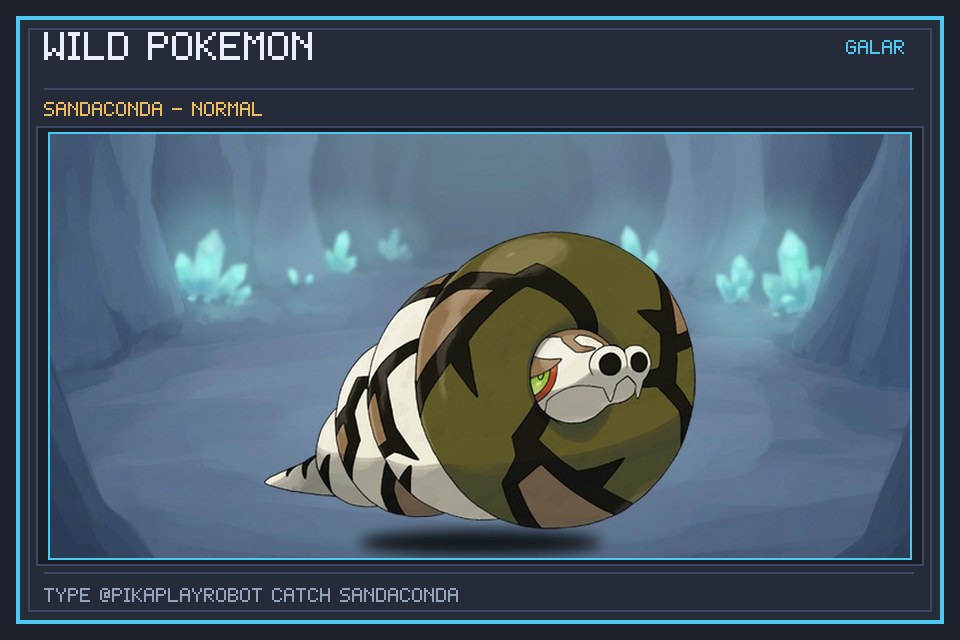 WILD POKEMON
GALAR
SANDACONDA - NORMAL
TYPE @PIKAPLAYROBOT CATCH SANDACONDA